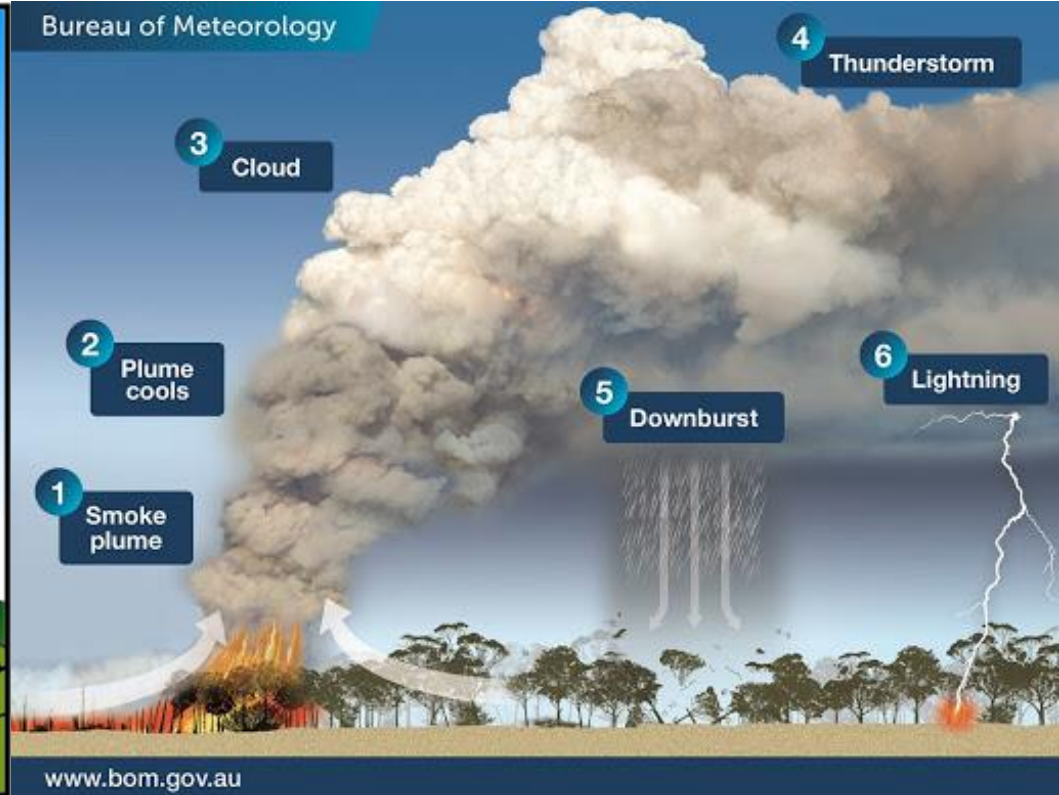 Bureau of Meteorology
4
Thunderstorm
3
Cloud
2
Plume
cools
6
Lightning
5
Downburst
1
Smoke
plume
www.bom.gov.au